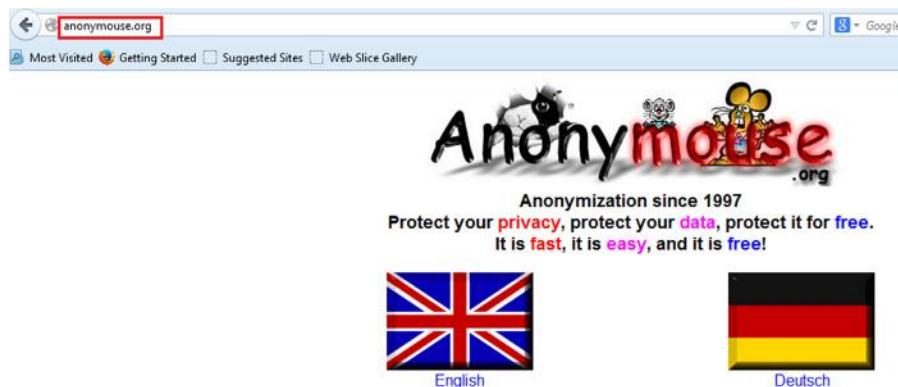 anonymouse.org
Google
Most Visited Getting Started Suggested Sites Web Slice Gallery
Anonymouse
.org
Anonymization since 1997
Protect your privacy, protect your data, protect it for free.
It is fast, it is easy, and it is free!
English Deutsch